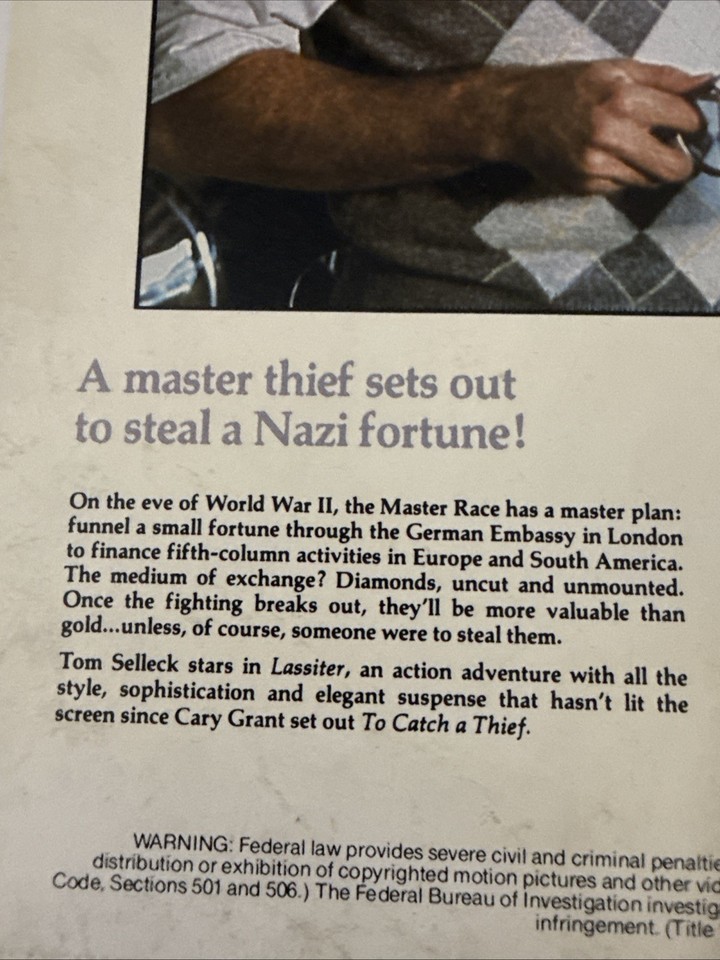 A master thief sets out
to steal a Nazi fortune!
On the eve of World War II, the Master Race has a master plan:
funnel a small fortune through the German Embassy in London
to finance fifth-column activities in Europe and South America.
The medium of exchange? Diamonds, uncut and unmounted.
Once the fighting breaks out, they'll be more valuable than
gold...unless, of course, someone were to steal them.
Tom Selleck stars in Lassiter, an action adventure with all the
style, sophistication and elegant suspense that hasn't lit the
screen since Cary Grant set out To Catch a Thief.
WARNING: Federal law provides severe civil and criminal
distribution or exhibition of copyrighted motion pictures and other
Code, Sections 501 and 506.) The Federal Bureau of Investigation
infringement. (Title